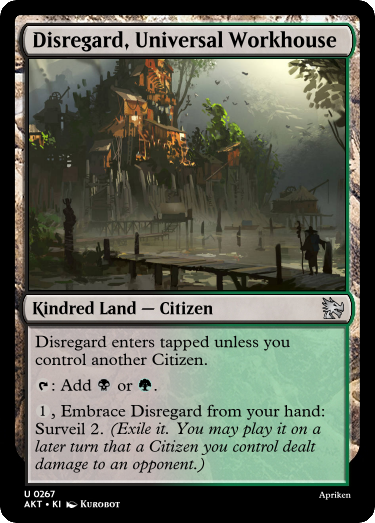 Disregard, Universal Workhouse
Kindred Land — Citizen
Disregard enters tapped unless you
control another Citizen.
: Add or .
1 , Embrace Disregard from your hand:
Surveil 2. (Exile it. You may play it on a
later turn that a Citizen you control dealt
damage to an opponent.)
U 0267
AKT • KI Kurobot
Apriken